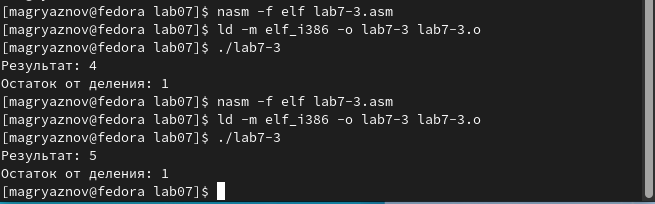 [magryaznov@fedora lab07]$ nasm -f elf lab7-3.asm
[magryaznov@fedora lab07]$ ld -m elf_i386 -o lab7-3 lab7-3.o
[magryaznov@fedora lab07]$ ./lab7-3
Результат: 4
Остаток от деления: 1
[magryaznov@fedora lab07]$ nasm -f elf lab7-3.asm
[magryaznov@fedora lab07]$ ld -m elf_i386 -o lab7-3 lab7-3.o
[magryaznov@fedora lab07]$ ./lab7-3
Результат: 5
Остаток от деления: 1
[magryaznov@fedora lab07]$